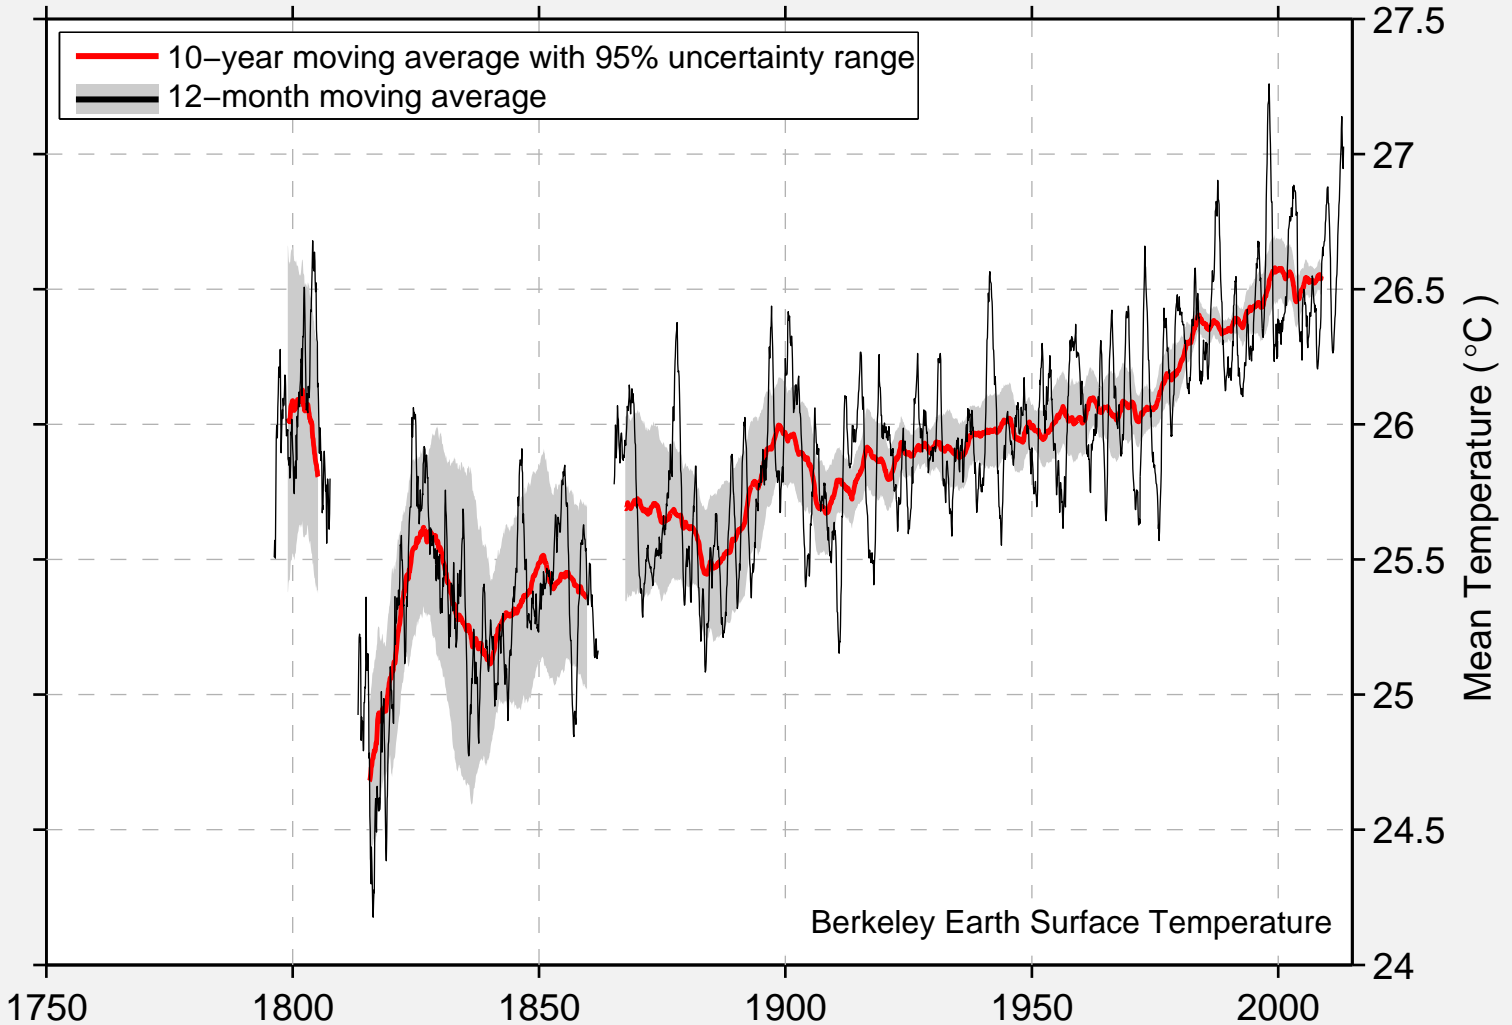 10−year moving average with 95% uncertainty range
12−month moving average
27.5
27
26.5
26
25.5
25
24.5
24
Mean Temperature (°C)
Berkeley Earth Surface Temperature
1750 1800 1850 1900 1950 2000